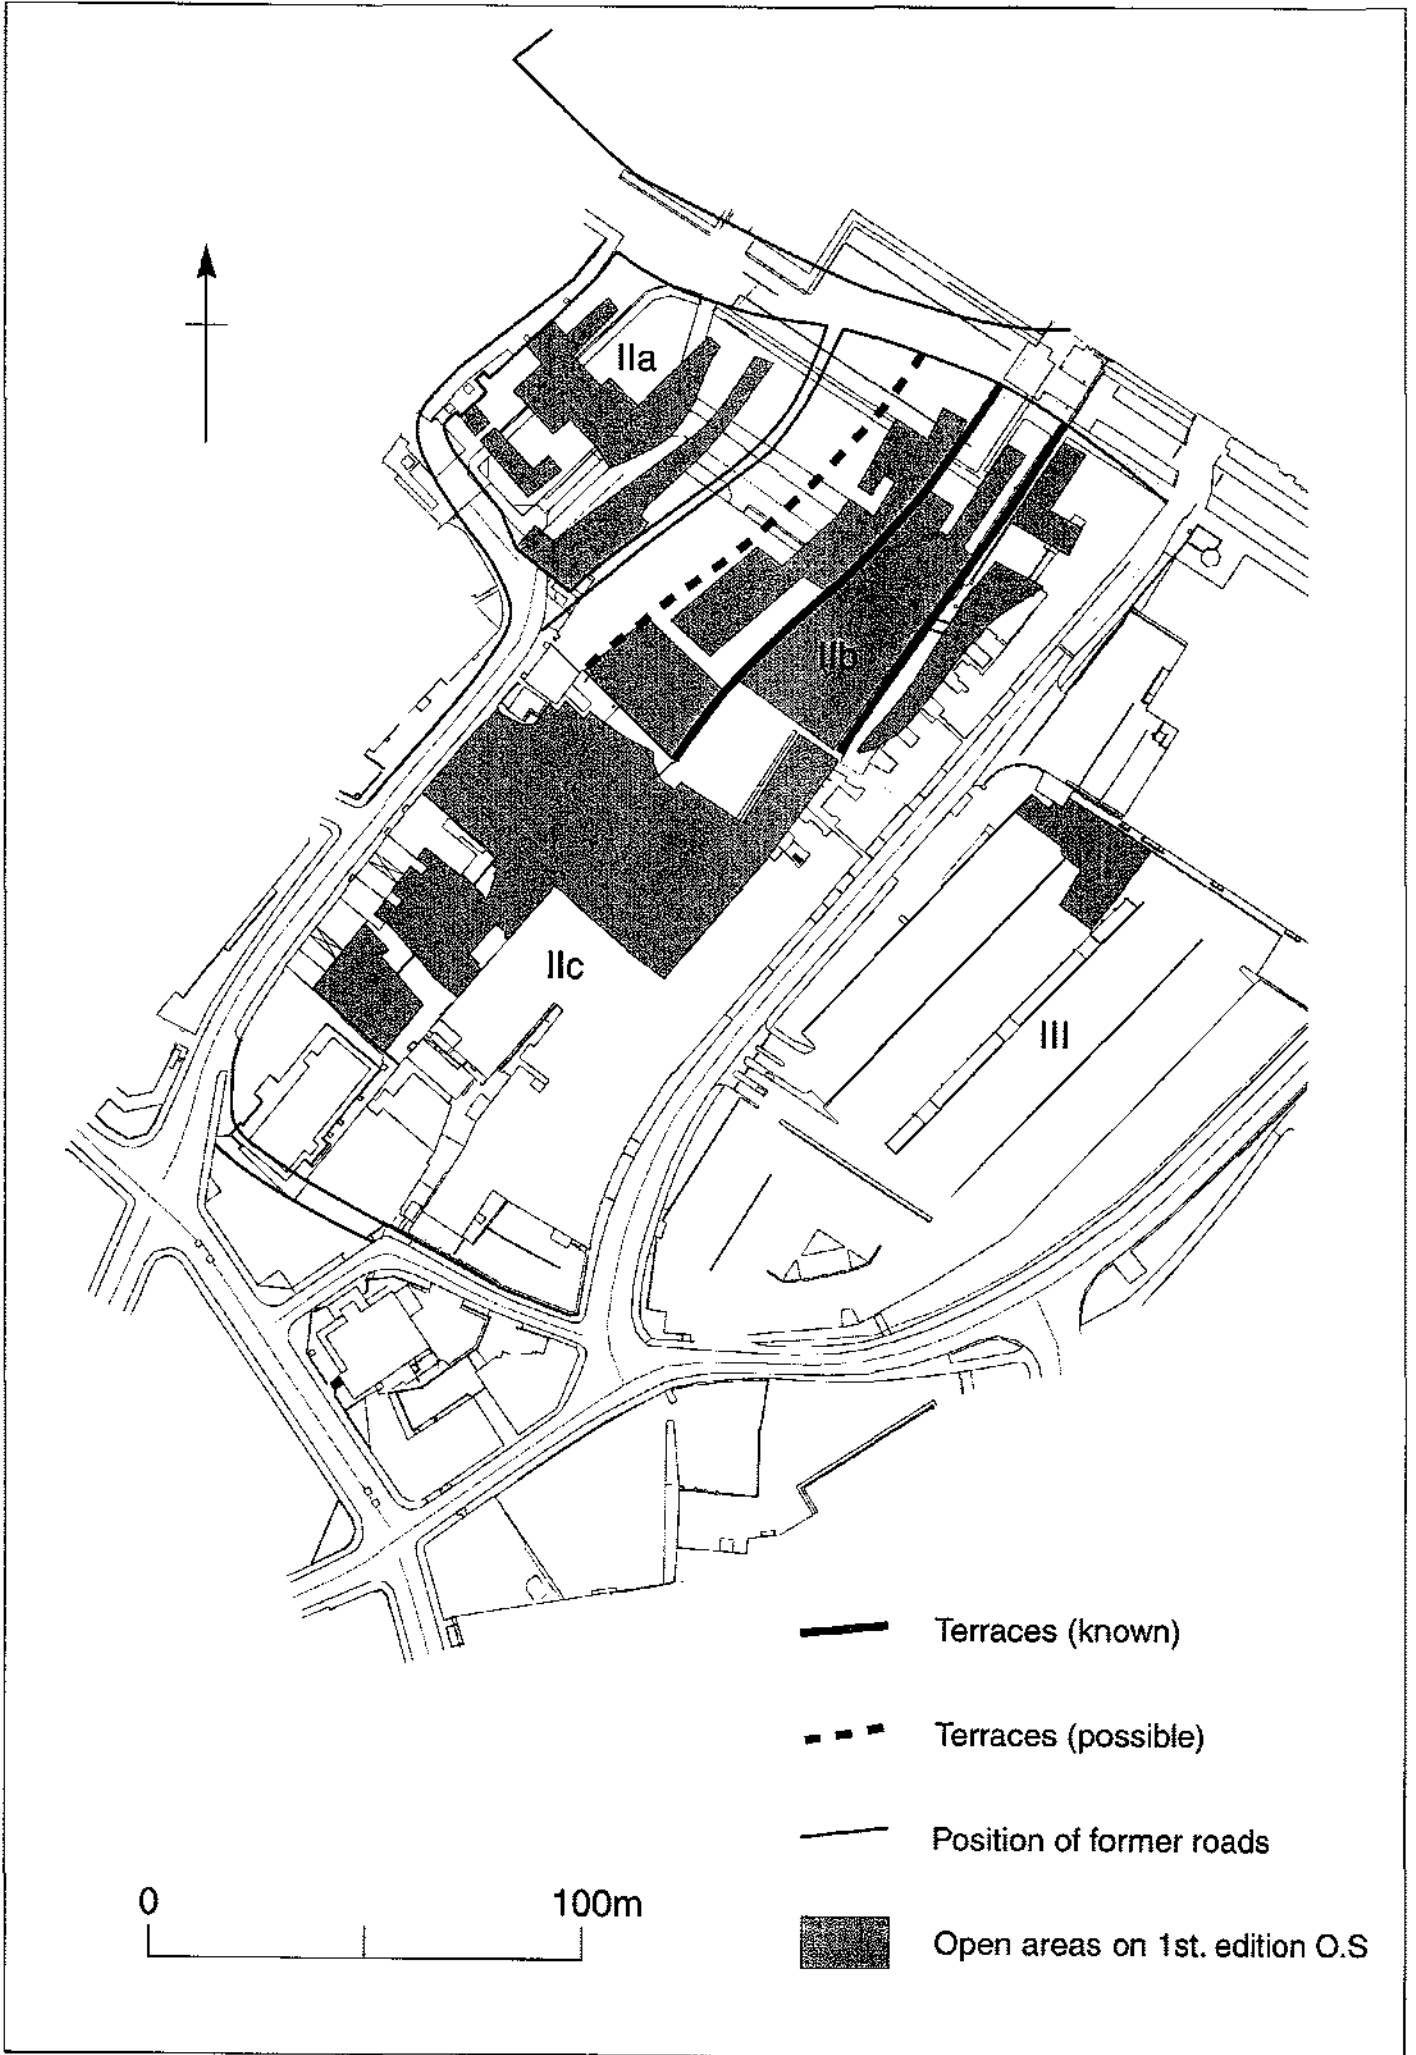 IIa
IIb
IIc
III
Terraces (known)
Terraces (possible)
Position of former roads
0 100m
Open areas on 1st. edition O.S